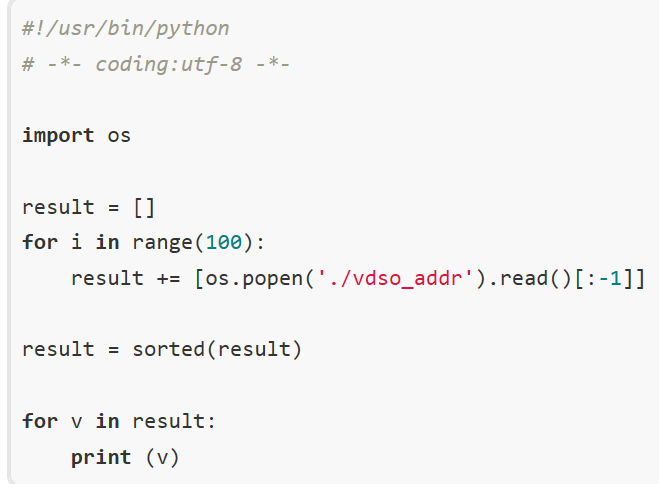 #!/usr/bin/python
# -*- coding:utf-8 -*-
import os
result = []
for i in range(100):
    result += [os.popen('./vdso_addr').read()[:-1]]
result = sorted(result)
for v in result:
    print (v)